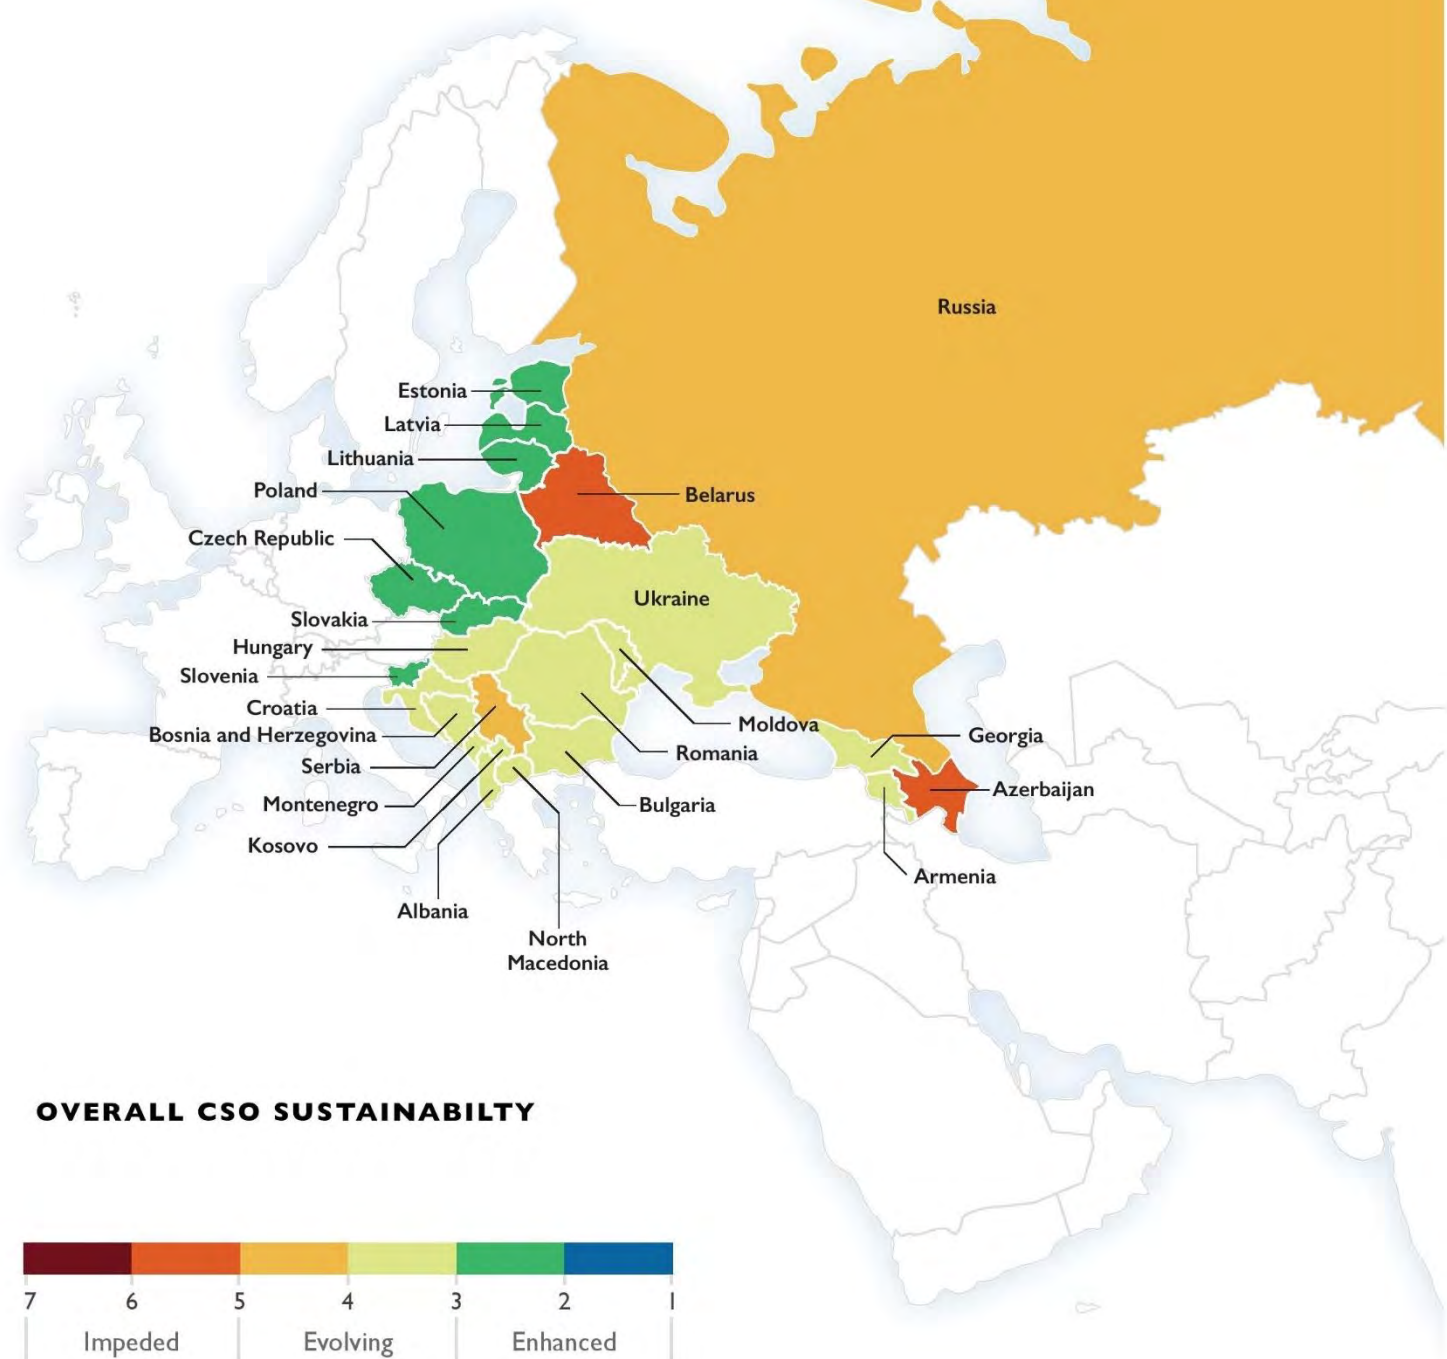 Russia
Estonia
Latvia
Lithuania
Poland
Belarus
Czech Republic
Ukraine
Slovakia
Hungary
Slovenia
Croatia
Moldova
Bosnia and Herzegovina
Georgia
Romania
Serbia
Azerbaijan
Montenegro
Bulgaria
Kosovo
Armenia
Albania
North
Macedonia
OVERALL CSO SUSTAINABILTY
7 6 5 4 3 2 1
Impeded Evolving Enhanced